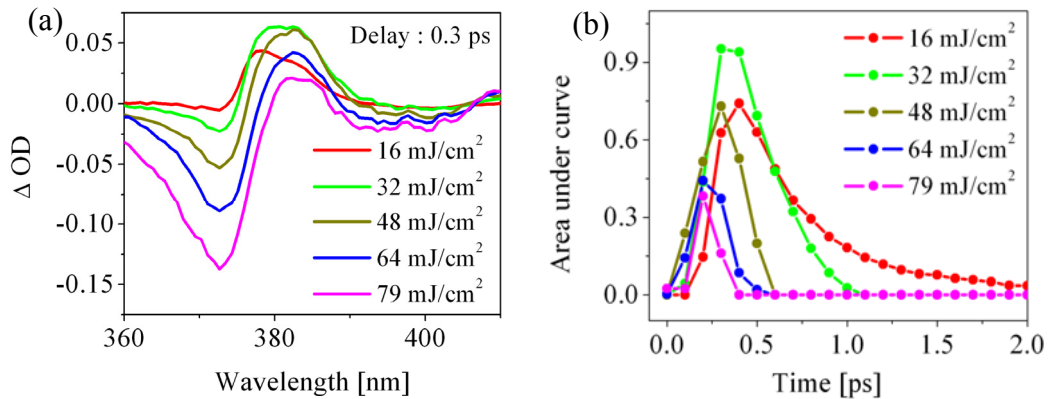 (a)
Delay : 0.3 ps
0.05
0.00
-0.05
-0.10
-0.15
Δ OD
16 mJ/cm²
32 mJ/cm²
48 mJ/cm²
64 mJ/cm²
79 mJ/cm²
360
380
400
Wavelength [nm]
(b)
0.9
0.6
0.3
0.0
Area under curve
16 mJ/cm²
32 mJ/cm²
48 mJ/cm²
64 mJ/cm²
79 mJ/cm²
0.0
0.5
1.0
1.5
2.0
Time [ps]